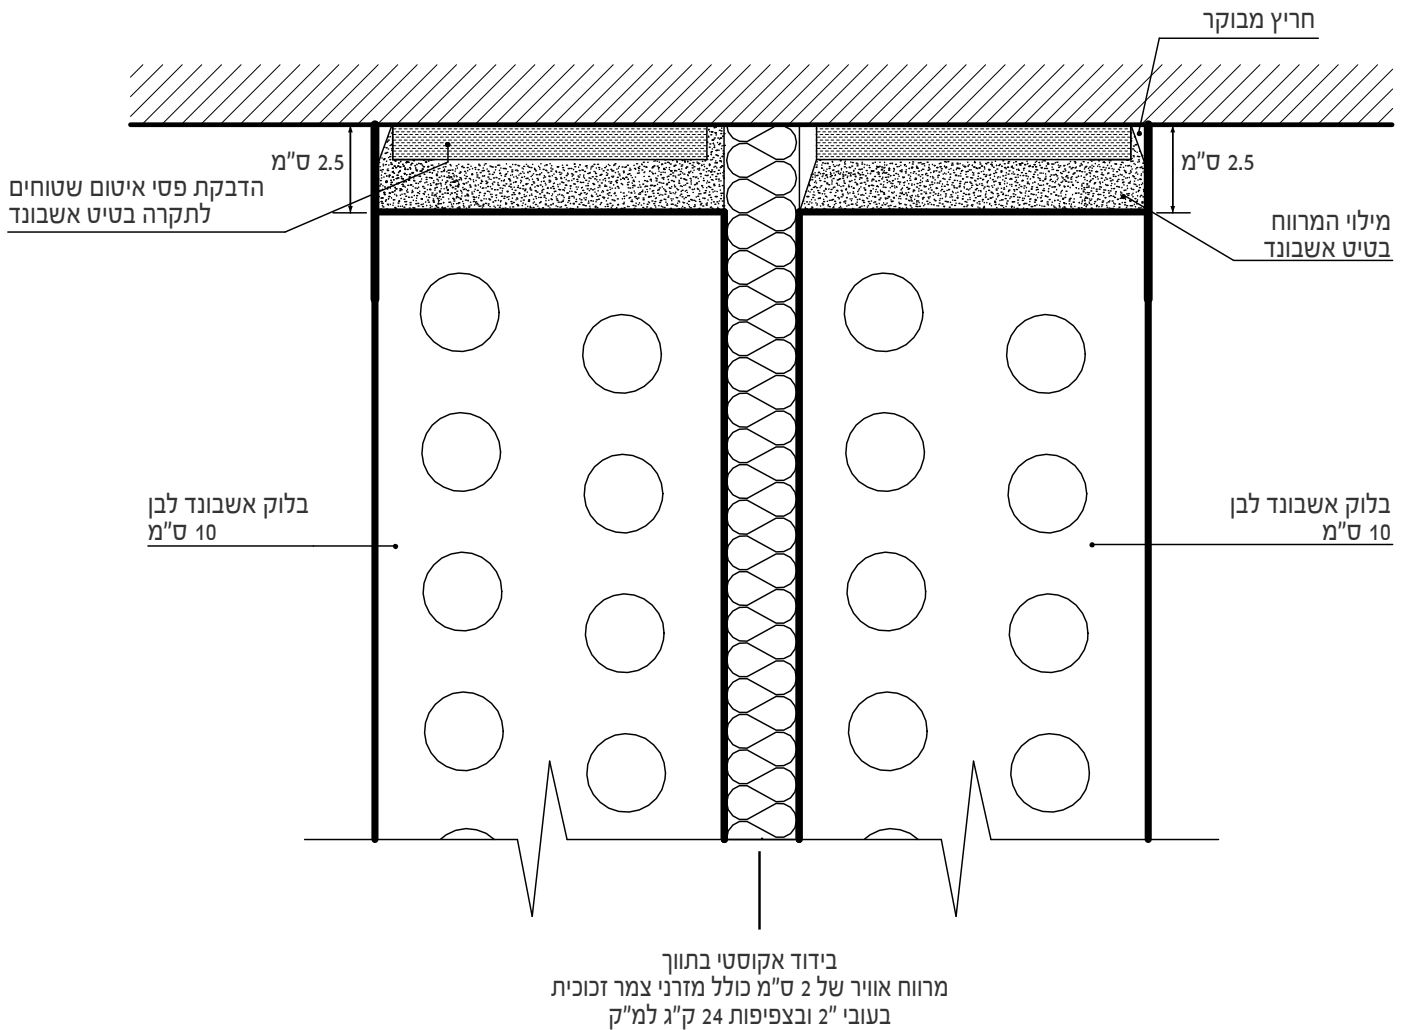 חריץ מבוקר
2.5 ס"מ
2.5 ס"מ
הדבקת פסי איטום שטוחים
לתקרה בטיט אשבונד
מילוי המרווח
בטיט אשבונד
בלוק אשבונד לבן
10 ס"מ
בלוק אשבונד לבן
10 ס"מ
בידוד אקוסטי בתווך
מרווח אוויר של 2 ס"מ כולל מזרני צמר זכוכית
בעובי "2 ובצפיפות 24 ק"ג למ"ק